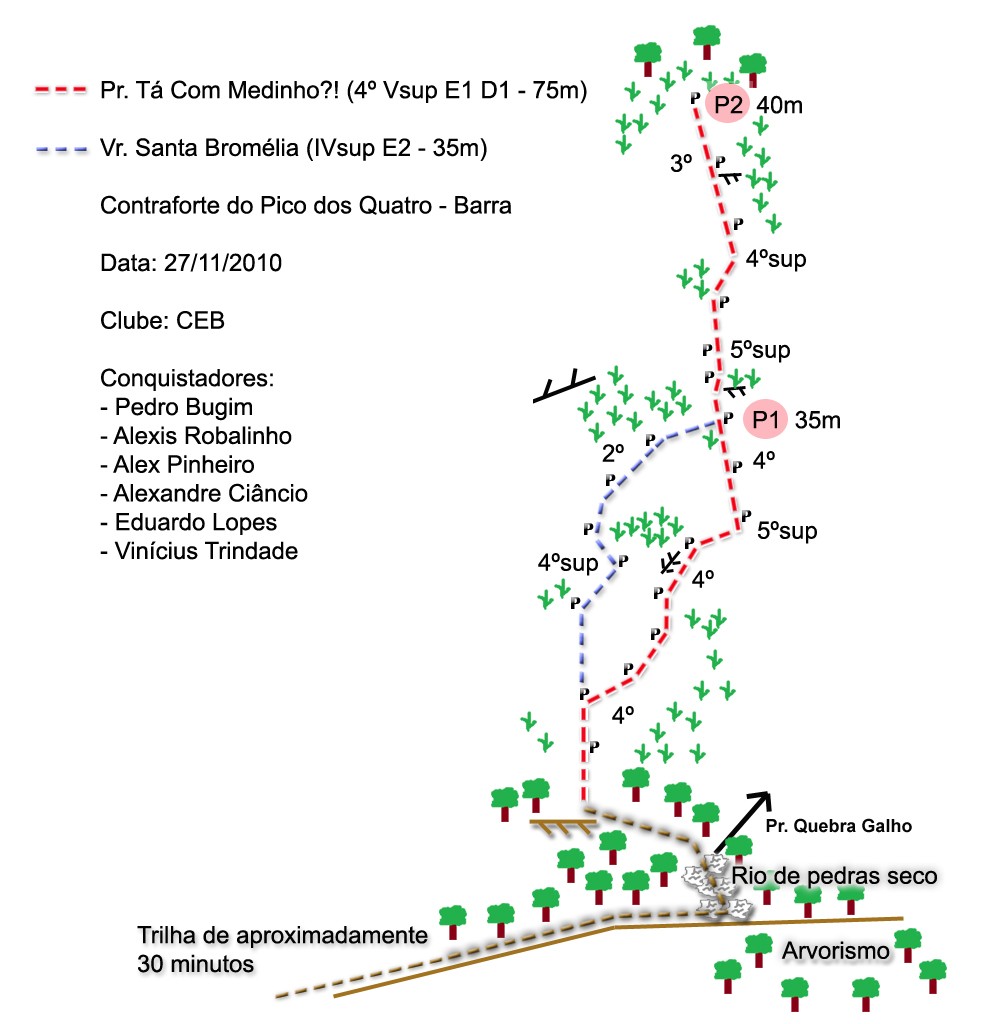 Pr. Tá Com Medinho?! (4º Vsup E1 D1 - 75m)
Vr. Santa Bromélia (IVsup E2 - 35m)
Contraforte do Pico dos Quatro - Barra
Data: 27/11/2010
Clube: CEB
Conquistadores:
- Pedro Bugim
- Alexis Robalinho
- Alex Pinheiro
- Alexandre Ciâncio
- Eduardo Lopes
- Vinícius Trindade
P
P2 40m
3º
P
P
4ºsup
P
P
5ºsup
P
P
P1 35m
P
2º
4º
P
P
P
5ºsup
P
P
4ºsup
P
4º
P
P
P
P
P
4º
P
Pr. Quebra Galho
Rio de pedras seco
Trilha de aproximadamente
30 minutos
Arvorismo